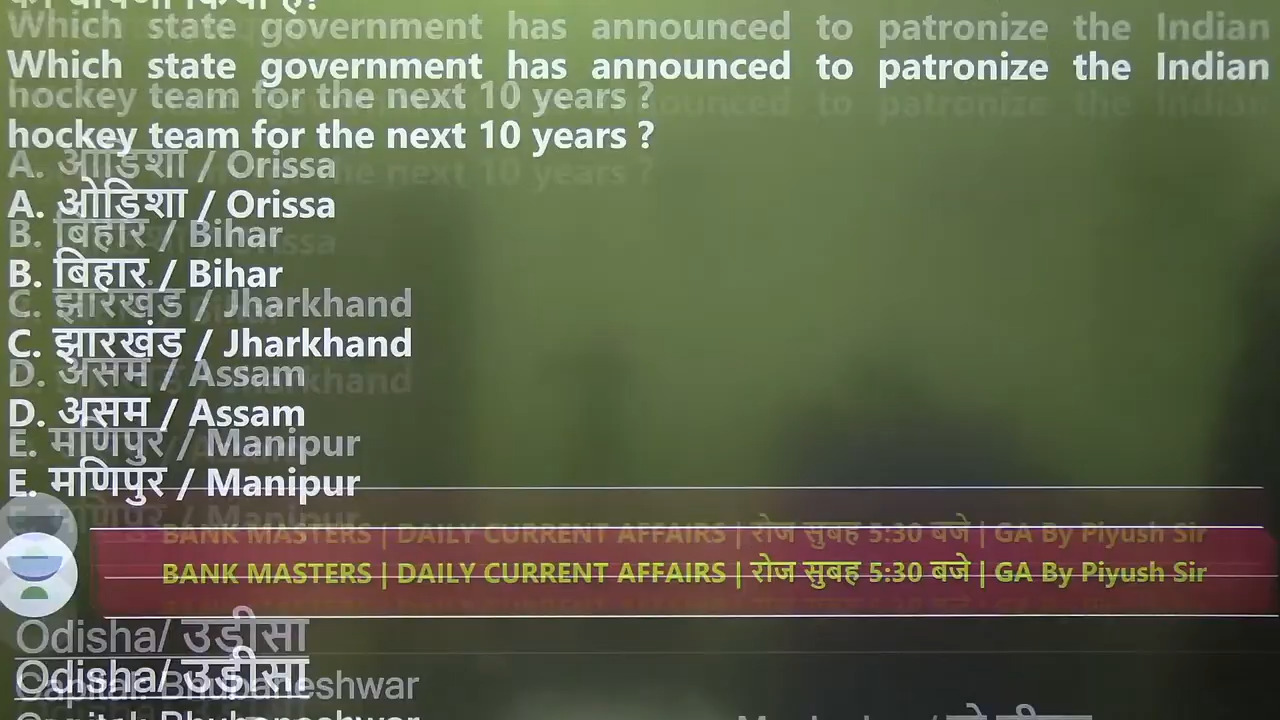 Which state government has announced to patronize the Indian
hockey team for the next 10 years ?
A. ओडिशा / Orissa
B. बिहार / Bihar
C. झारखंड / Jharkhand
D. असम / Assam
E. मणिपुर / Manipur
BANK MASTERS | DAILY CURRENT AFFAIRS | रोज सुबह 5:30 बजे | GA By Piyush Sir
Odisha/ उड़ीसा
Capital: Bhubaneshwar